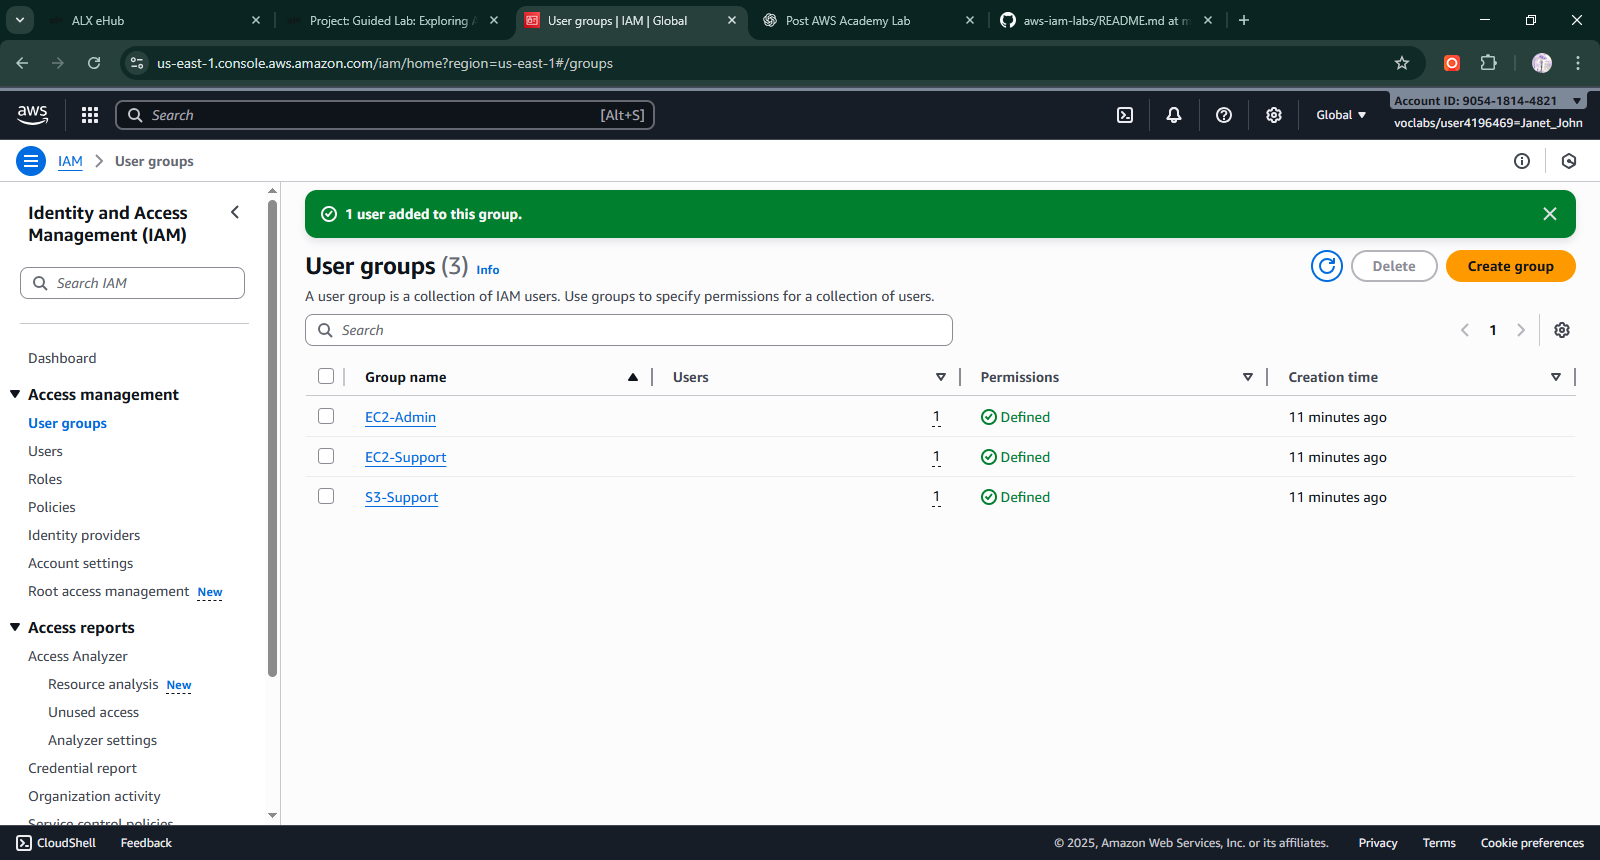 ALX eHub
Project: Guided Lab: Exploring A
User groups | IAM | Global
Post AWS Academy Lab
aws-iam-labs/README.md at m
us-east-1.console.aws.amazon.com/iam/home?region=us-east-1#/groups
aws
Search
[Alt+S]
Global
Account ID: 9054-1814-4821
voclabs/user4196469=Janet_John
IAM
User groups
Identity and Access
Management (IAM)
Search IAM
Dashboard
Access management
User groups
Users
Roles
Policies
Identity providers
Account settings
Root access management New
Access reports
Access Analyzer
Resource analysis New
Unused access
Analyzer settings
Credential report
Organization activity
Service control policies
1 user added to this group.
User groups (3) Info
Delete
Create group
A user group is a collection of IAM users. Use groups to specify permissions for a collection of users.
Search
1
Group name Users Permissions Creation time
EC2-Admin 1 Defined 11 minutes ago
EC2-Support 1 Defined 11 minutes ago
S3-Support 1 Defined 11 minutes ago
CloudShell
Feedback
© 2025, Amazon Web Services, Inc. or its affiliates.
Privacy
Terms
Cookie preferences